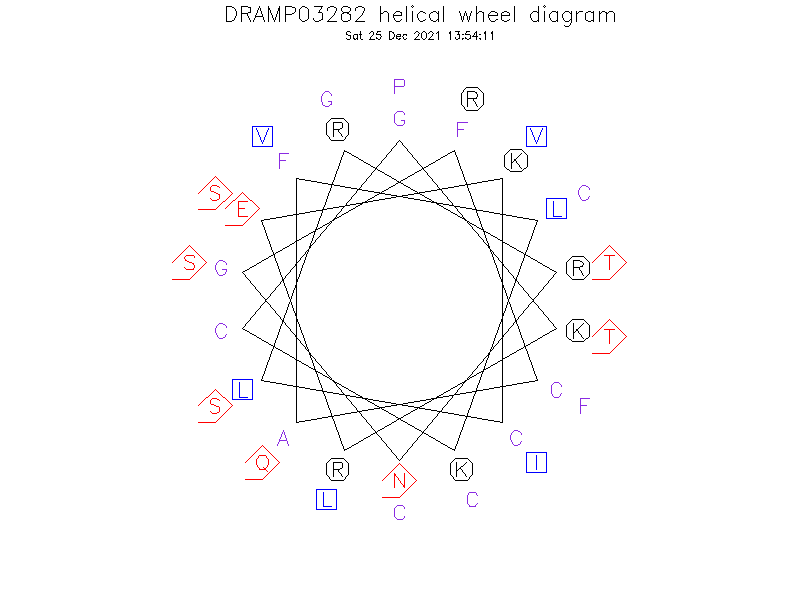 DRAMP03282 helical wheel diagram
Sat 25 Dec 2021 13:54:11
P
G R
G R F
V V
F K
S C
E L
S G R T
C K T
L C
S F
A C
Q I
R N K
L C
C